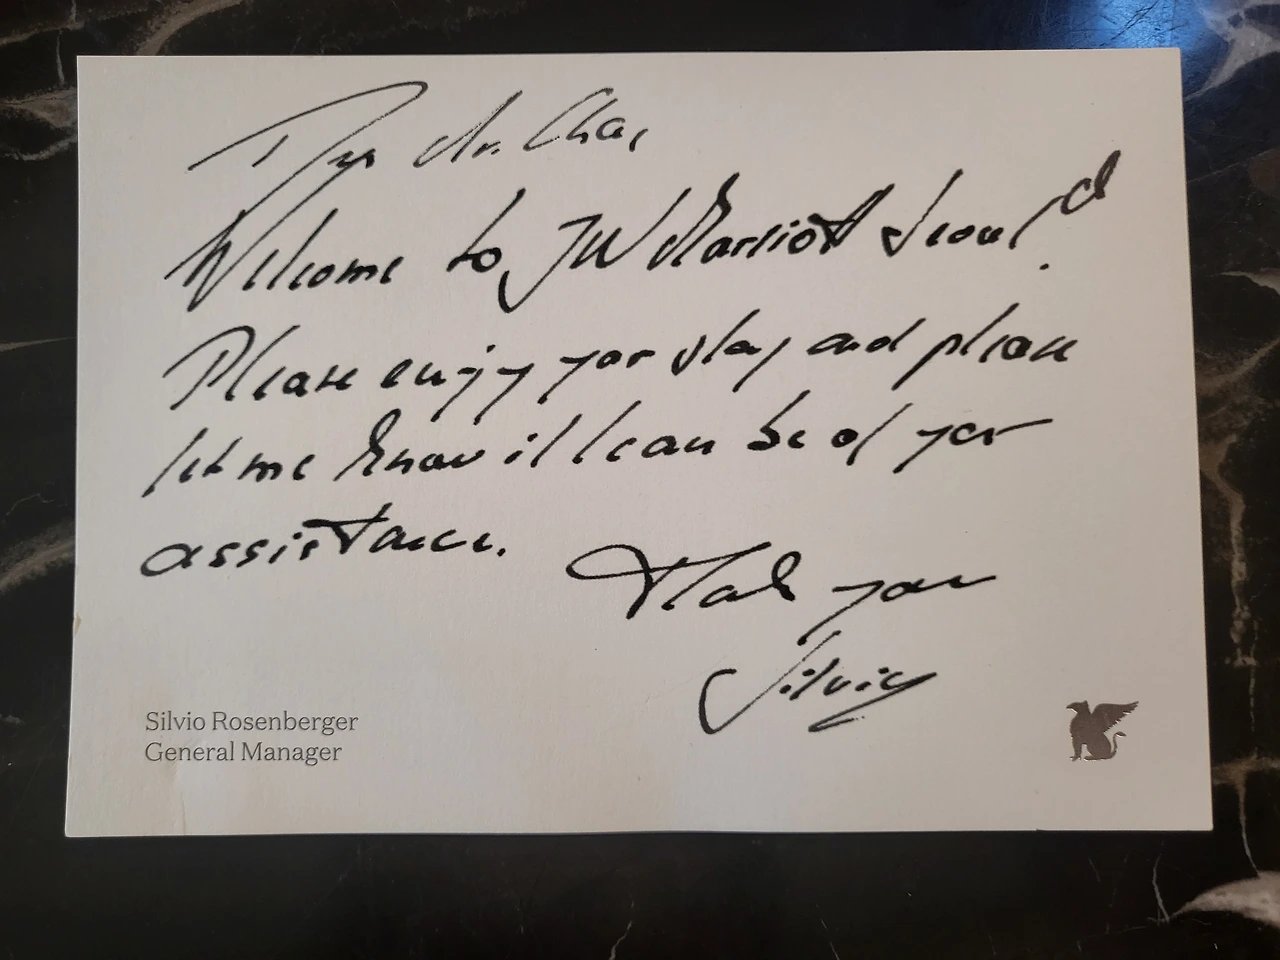 Dear Mr. Cha,
Welcome to JW Marriott Seoul.
Please enjoy your stay and please
let me know if I can be of your
assistance.
Thank you
Silvio
Silvio Rosenberger
General Manager